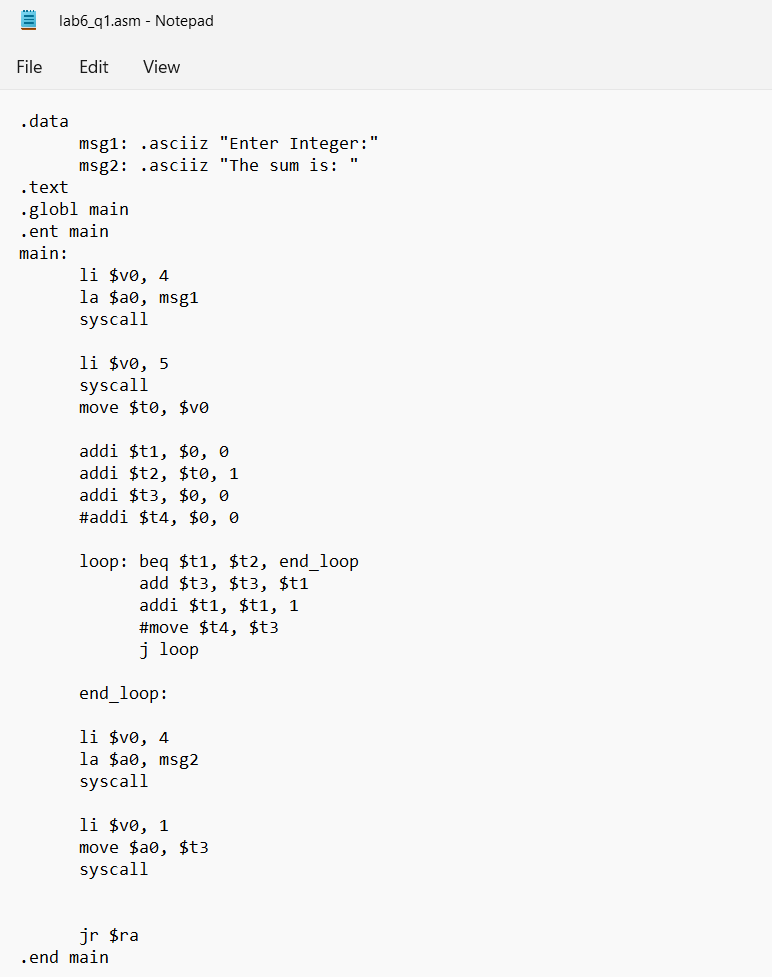 lab6_q1.asm - Notepad
File Edit View
.data
msg1: .asciiz "Enter Integer:"
msg2: .asciiz "The sum is: "
.text
.globl main
.ent main
main:
li $v0, 4
la $a0, msg1
syscall
li $v0, 5
syscall
move $t0, $v0
addi $t1, $0, 0
addi $t2, $t0, 1
addi $t3, $0, 0
#addi $t4, $0, 0
loop: beq $t1, $t2, end_loop
add $t3, $t3, $t1
addi $t1, $t1, 1
#move $t4, $t3
j loop
end_loop:
li $v0, 4
la $a0, msg2
syscall
li $v0, 1
move $a0, $t3
syscall
jr $ra
.end main